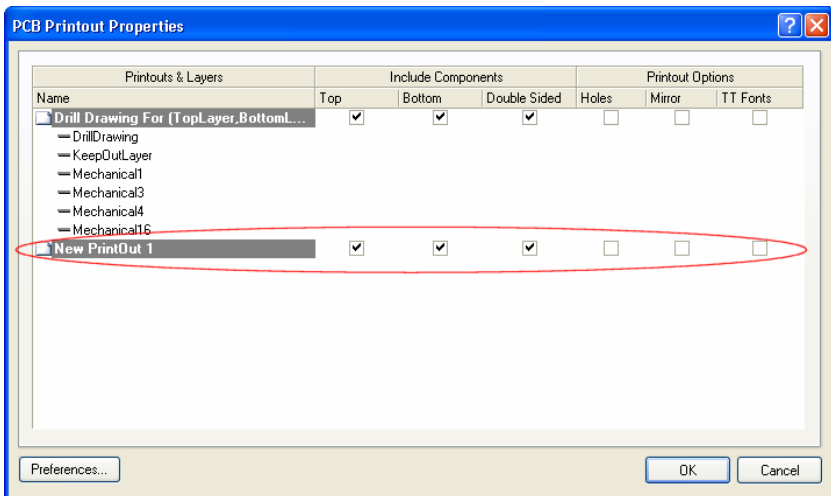 PCB Printout Properties
Printouts & Layers Include Components Printout Options
Name Top Bottom Double Sided Holes Mirror TT Fonts
Drill Drawing For (TopLayer,BottomL...
DrillDrawing
KeepOutLayer
Mechanical1
Mechanical3
Mechanical4
Mechanical16
New PrintOut 1
Preferences... OK Cancel